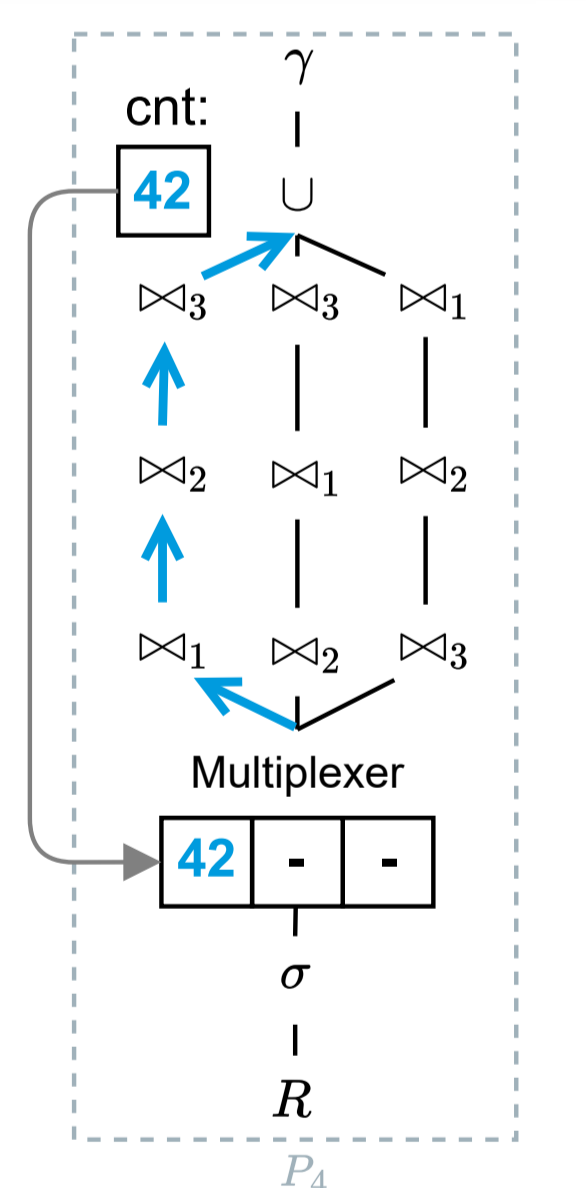 γ
cnt:
42
∪
⋈₃ ⋈₃ ⋈₁
⋈₂ ⋈₁ ⋈₂
⋈₁ ⋈₂ ⋈₃
Multiplexer
42 - -
σ
R
P₄